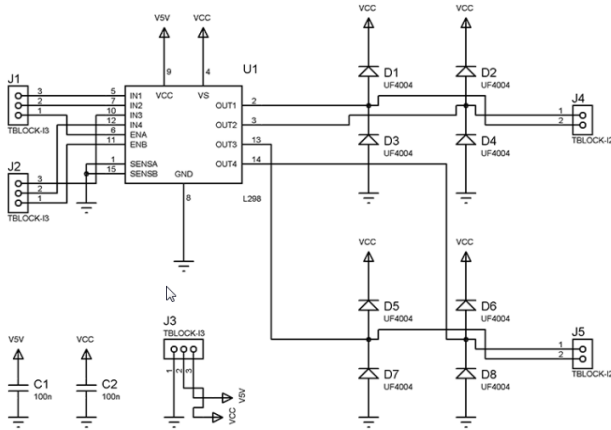 V5V
VCC
U1
9
4
VCC
VS
J1
3
2
1
TBLOCK-I3
5
7
10
12
6
11
1
15
IN1
IN2
IN3
IN4
ENA
ENB
SENSA
SENSB
GND
8
OUT1
OUT2
OUT3
OUT4
2
3
13
14
L298
J2
3
2
1
TBLOCK-I3
VCC
VCC
D1
UF4004
D2
UF4004
D3
UF4004
D4
UF4004
J4
1
2
TBLOCK-I2
VCC
VCC
D5
UF4004
D6
UF4004
D7
UF4004
D8
UF4004
J5
1
2
TBLOCK-I2
V5V
C1
100n
VCC
C2
100n
J3
TBLOCK-I3
1
2
3
V5V
VCC